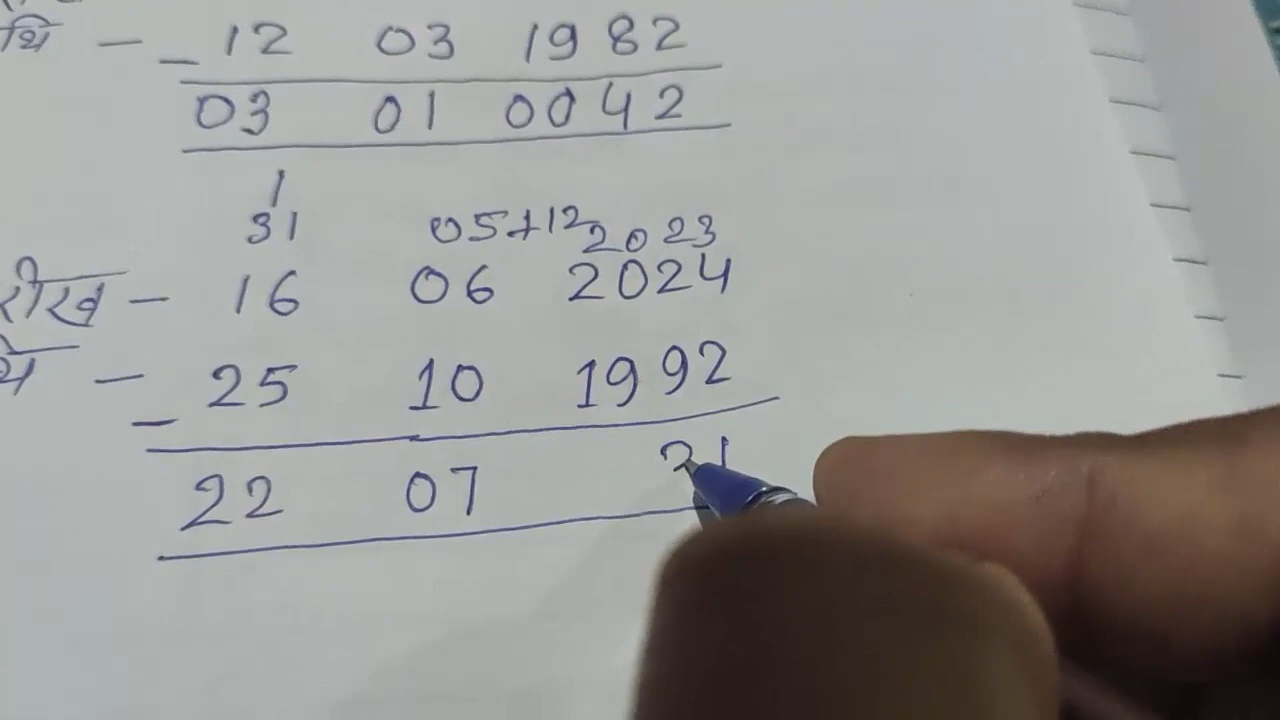 थि - - 12 03 1982
03 01 0042
1
31 05+12 2023
रीख - 16 06 2024
थि - - 25 10 1992
22 07 31